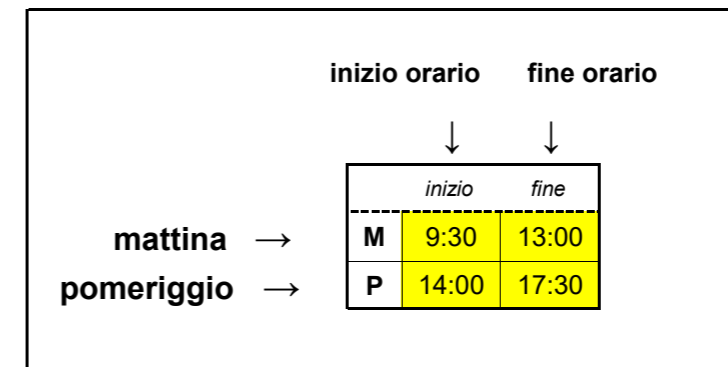 inizio orario fine orario
↓ ↓
inizio fine
mattina → M 9:30 13:00
pomeriggio → P 14:00 17:30